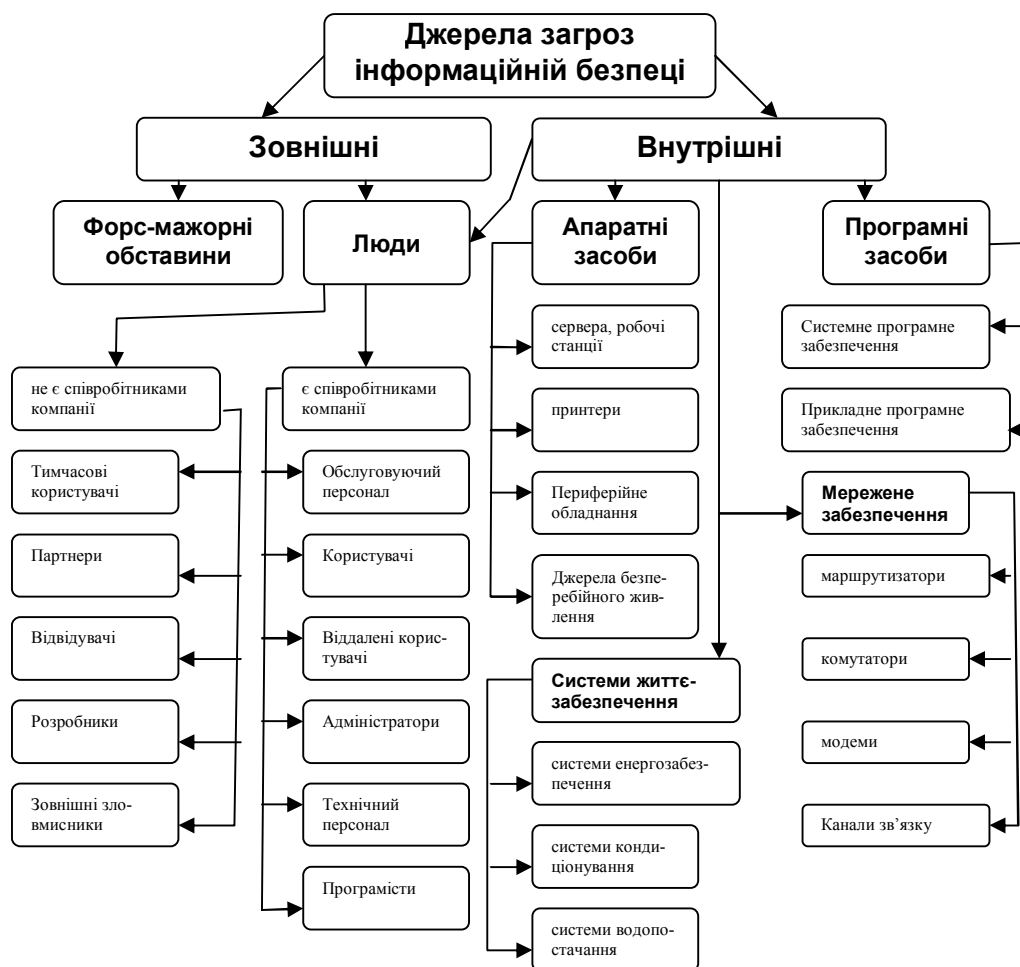 Джерела загроз
інформаційній безпеці
Зовнішні
Внутрішні
Форс-мажорні
обставини
Люди
Апаратні
засоби
Програмні
засоби
не є співробітниками
компанії
Тимчасові
користувачі
Партнери
Відвідувачі
Розробники
Зовнішні зло-
вмисники
є співробітниками
компанії
Обслуговуючий
персонал
Користувачі
Віддалені корис-
тувачі
Адміністратори
Технічний
персонал
Програмісти
сервера, робочі
станції
принтери
Периферійне
обладнання
Джерела безпе-
ребійного жив-
лення
Системи життє-
забезпечення
системи енергозабез-
печення
системи конди-
ціонування
системи водопо-
стачання
Системне програмне
забезпечення
Прикладне програмне
забезпечення
Мережене
забезпечення
маршрутизатори
комутатори
модеми
Канали зв’язку